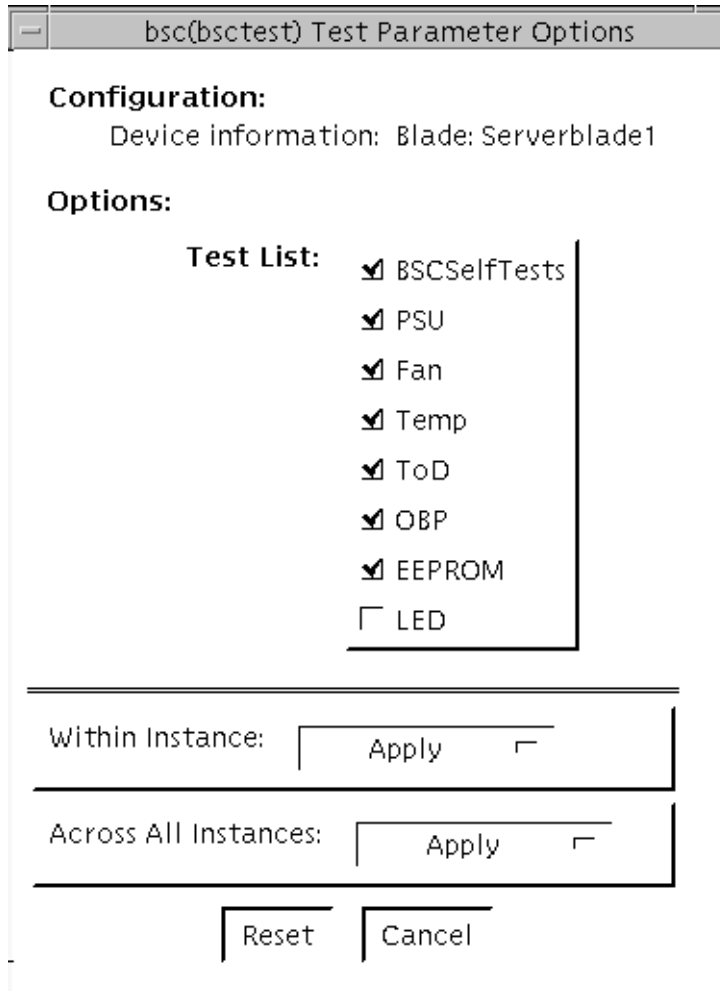 bsc(bsctest) Test Parameter Options
Configuration:
Device information: Blade: Serverblade1
Options:
Test List:
BSCSelfTests
PSU
Fan
Temp
ToD
OBP
EEPROM
LED
Within Instance: Apply
Across All Instances: Apply
Reset Cancel